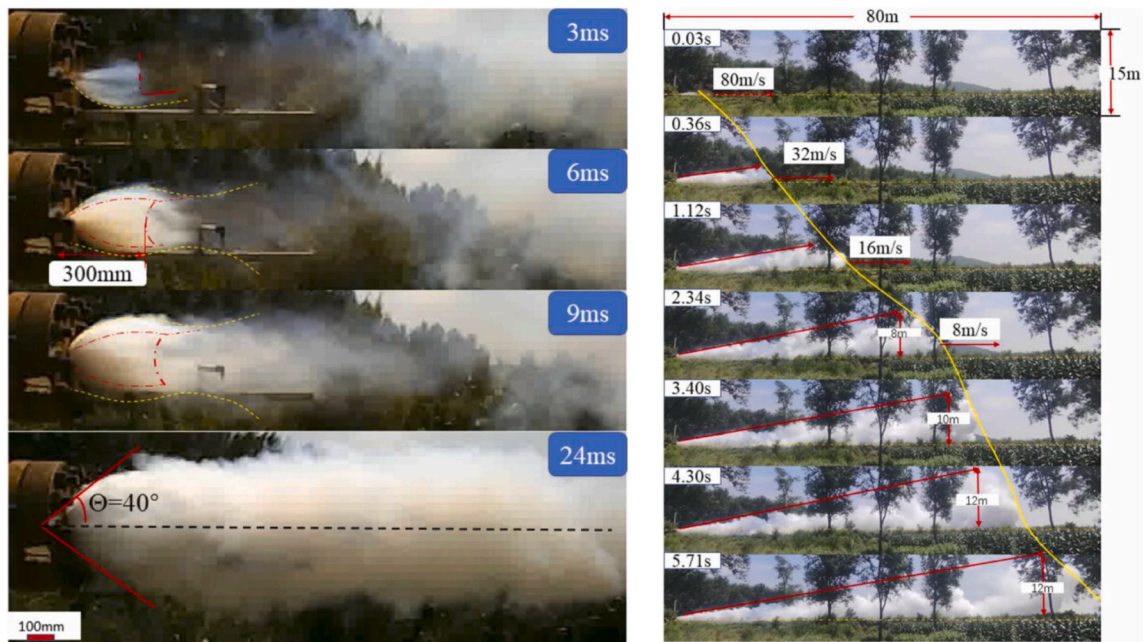 3ms
6ms
300mm
9ms
24ms
Θ=40°
100mm
80m
15m
0.03s
80m/s
0.36s
32m/s
1.12s
16m/s
2.34s
8m
8m/s
3.40s
10m
4.30s
12m
5.71s
12m